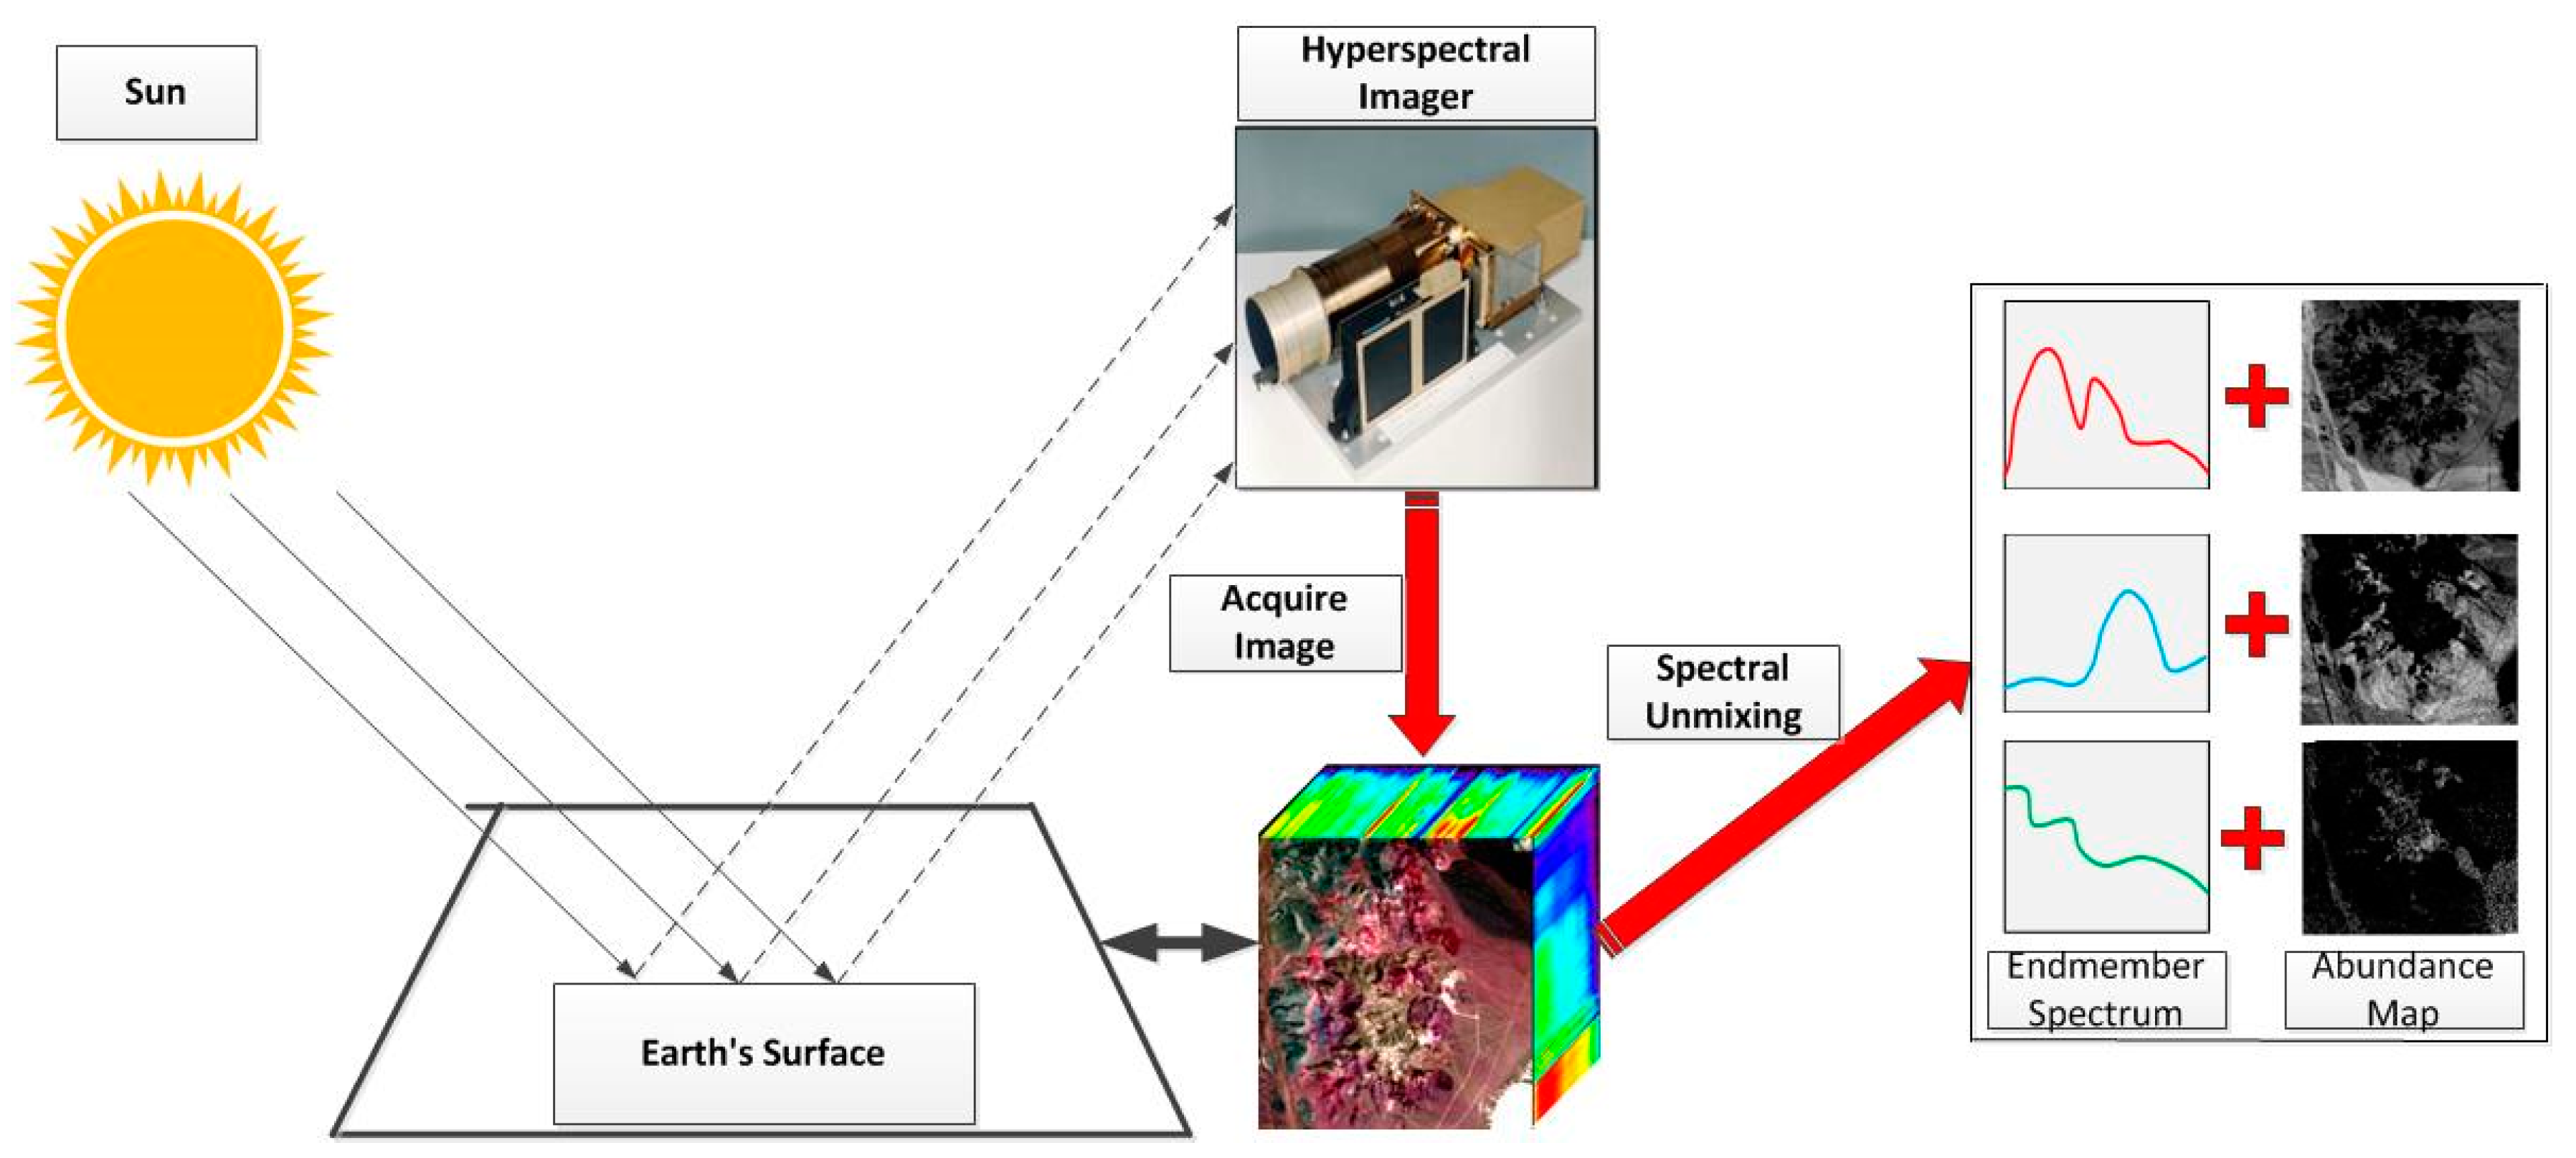 Sun
Hyperspectral
Imager
Acquire
Image
Spectral
Unmixing
Earth's Surface
Endmember
Spectrum
Abundance
Map